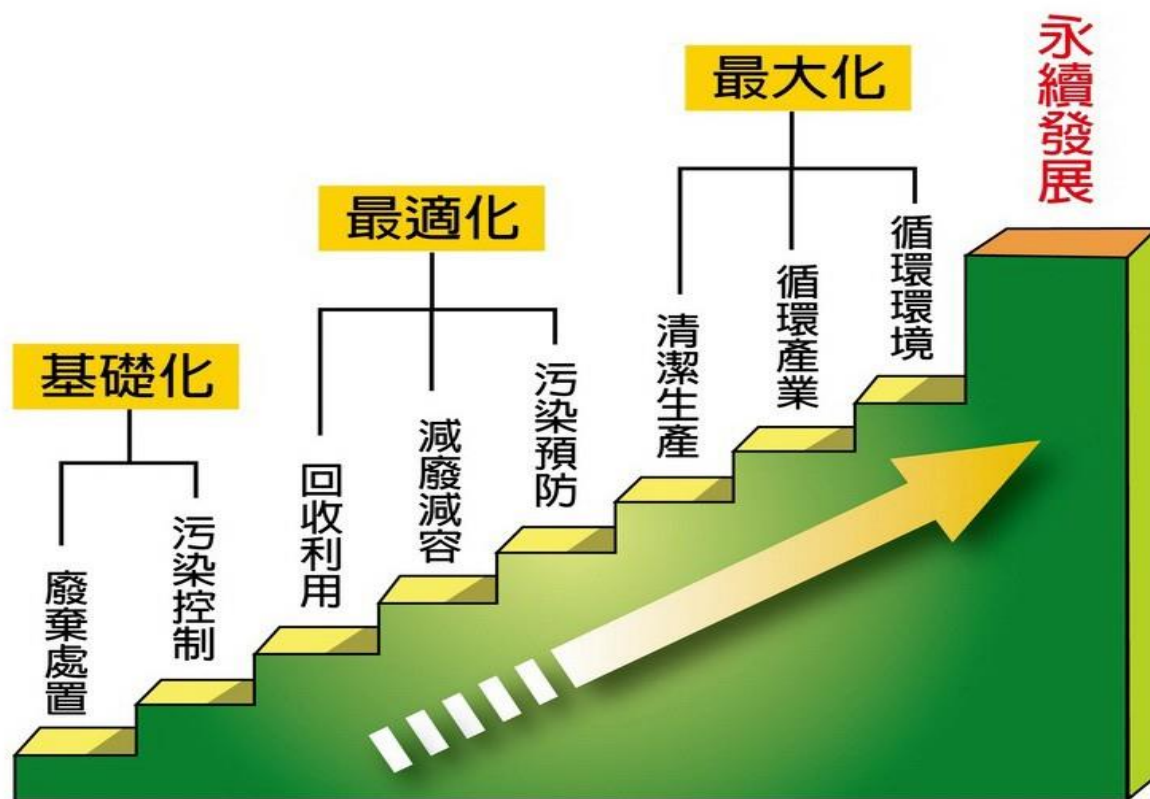 基礎化
廢棄處置
污染控制
最適化
回收利用
減廢減容
污染預防
最大化
清潔生產
循環產業
循環環境
永續發展